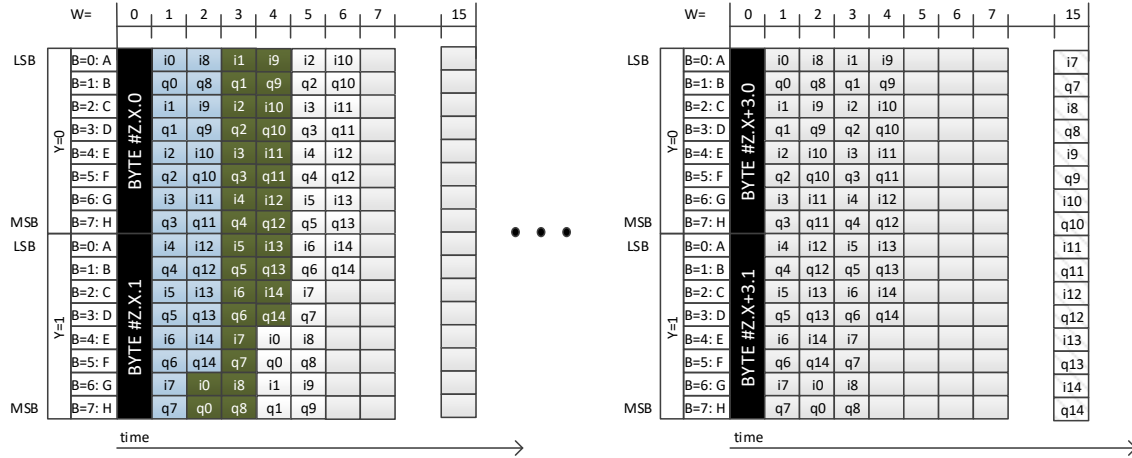 W= 0 1 2 3 4 5 6 7 15 W= 0 1 2 3 4 5 6 7 15
LSB B=0: A i0 i8 i1 i9 i2 i10 LSB B=0: A i0 i8 i1 i9 i7
B=1: B q0 q8 q1 q9 q2 q10 B=1: B q0 q8 q1 q9 q7
B=2: C i1 i9 i2 i10 i3 i11 B=2: C i1 i9 i2 i10 i8
B=3: D q1 q9 q2 q10 q3 q11 B=3: D q1 q9 q2 q10 q8
Y=0 BYTE #Z.X.0 B=4: E i2 i10 i3 i11 i4 i12 Y=0 BYTE #Z.X+3.0 B=4: E i2 i10 i3 i11 i9
B=5: F q2 q10 q3 q11 q4 q12 B=5: F q2 q10 q3 q11 q9
B=6: G i3 i11 i4 i12 i5 i13 B=6: G i3 i11 i4 i12 i10
MSB B=7: H q3 q11 q4 q12 q5 q13 MSB B=7: H q3 q11 q4 q12 q10
LSB B=0: A i4 i12 i5 i13 i6 i14 LSB B=0: A i4 i12 i5 i13 i11
B=1: B q4 q12 q5 q13 q6 q14 B=1: B q4 q12 q5 q13 q11
B=2: C i5 i13 i6 i14 i7 B=2: C i5 i13 i6 i14 i12
B=3: D q5 q13 q6 q14 q7 B=3: D q5 q13 q6 q14 q12
Y=1 BYTE #Z.X.1 B=4: E i6 i14 i7 i0 i8 Y=1 BYTE #Z.X+3.1 B=4: E i6 i14 i7 i13
B=5: F q6 q14 q7 q0 q8 B=5: F q6 q14 q7 q13
B=6: G i7 i0 i8 i1 i9 B=6: G i7 i0 i8 i14
MSB B=7: H q7 q0 q8 q1 q9 MSB B=7: H q7 q0 q8 q14
time time